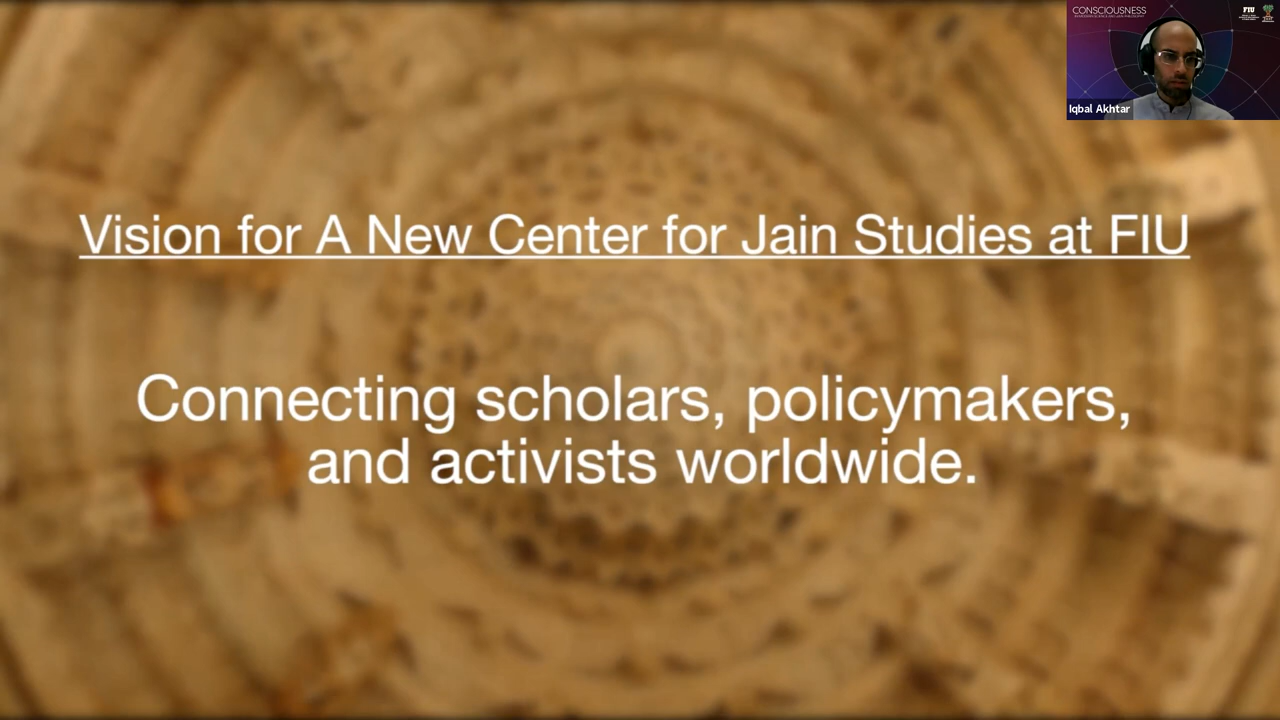 CONSCIOUSNESS
FIU
Iqbal Akhtar
Vision for A New Center for Jain Studies at FIU
Connecting scholars, policymakers,
and activists worldwide.